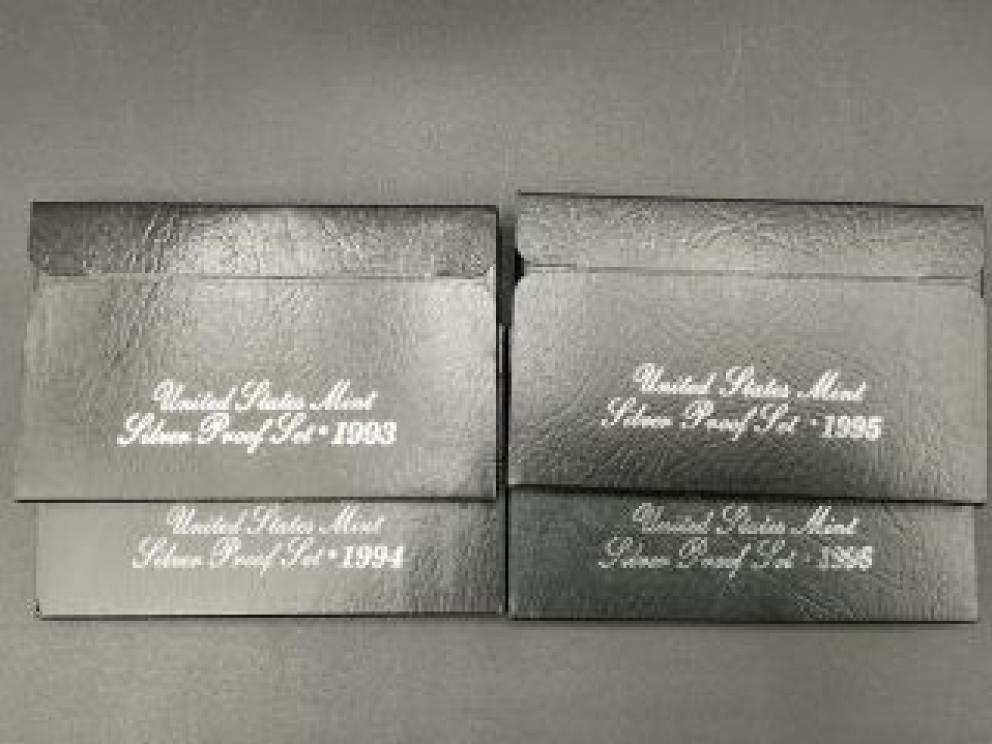 United States Mint
Silver Proof Set • 1993
United States Mint
Silver Proof Set • 1994
United States Mint
Silver Proof Set • 1995
United States Mint
Silver Proof Set • 1996